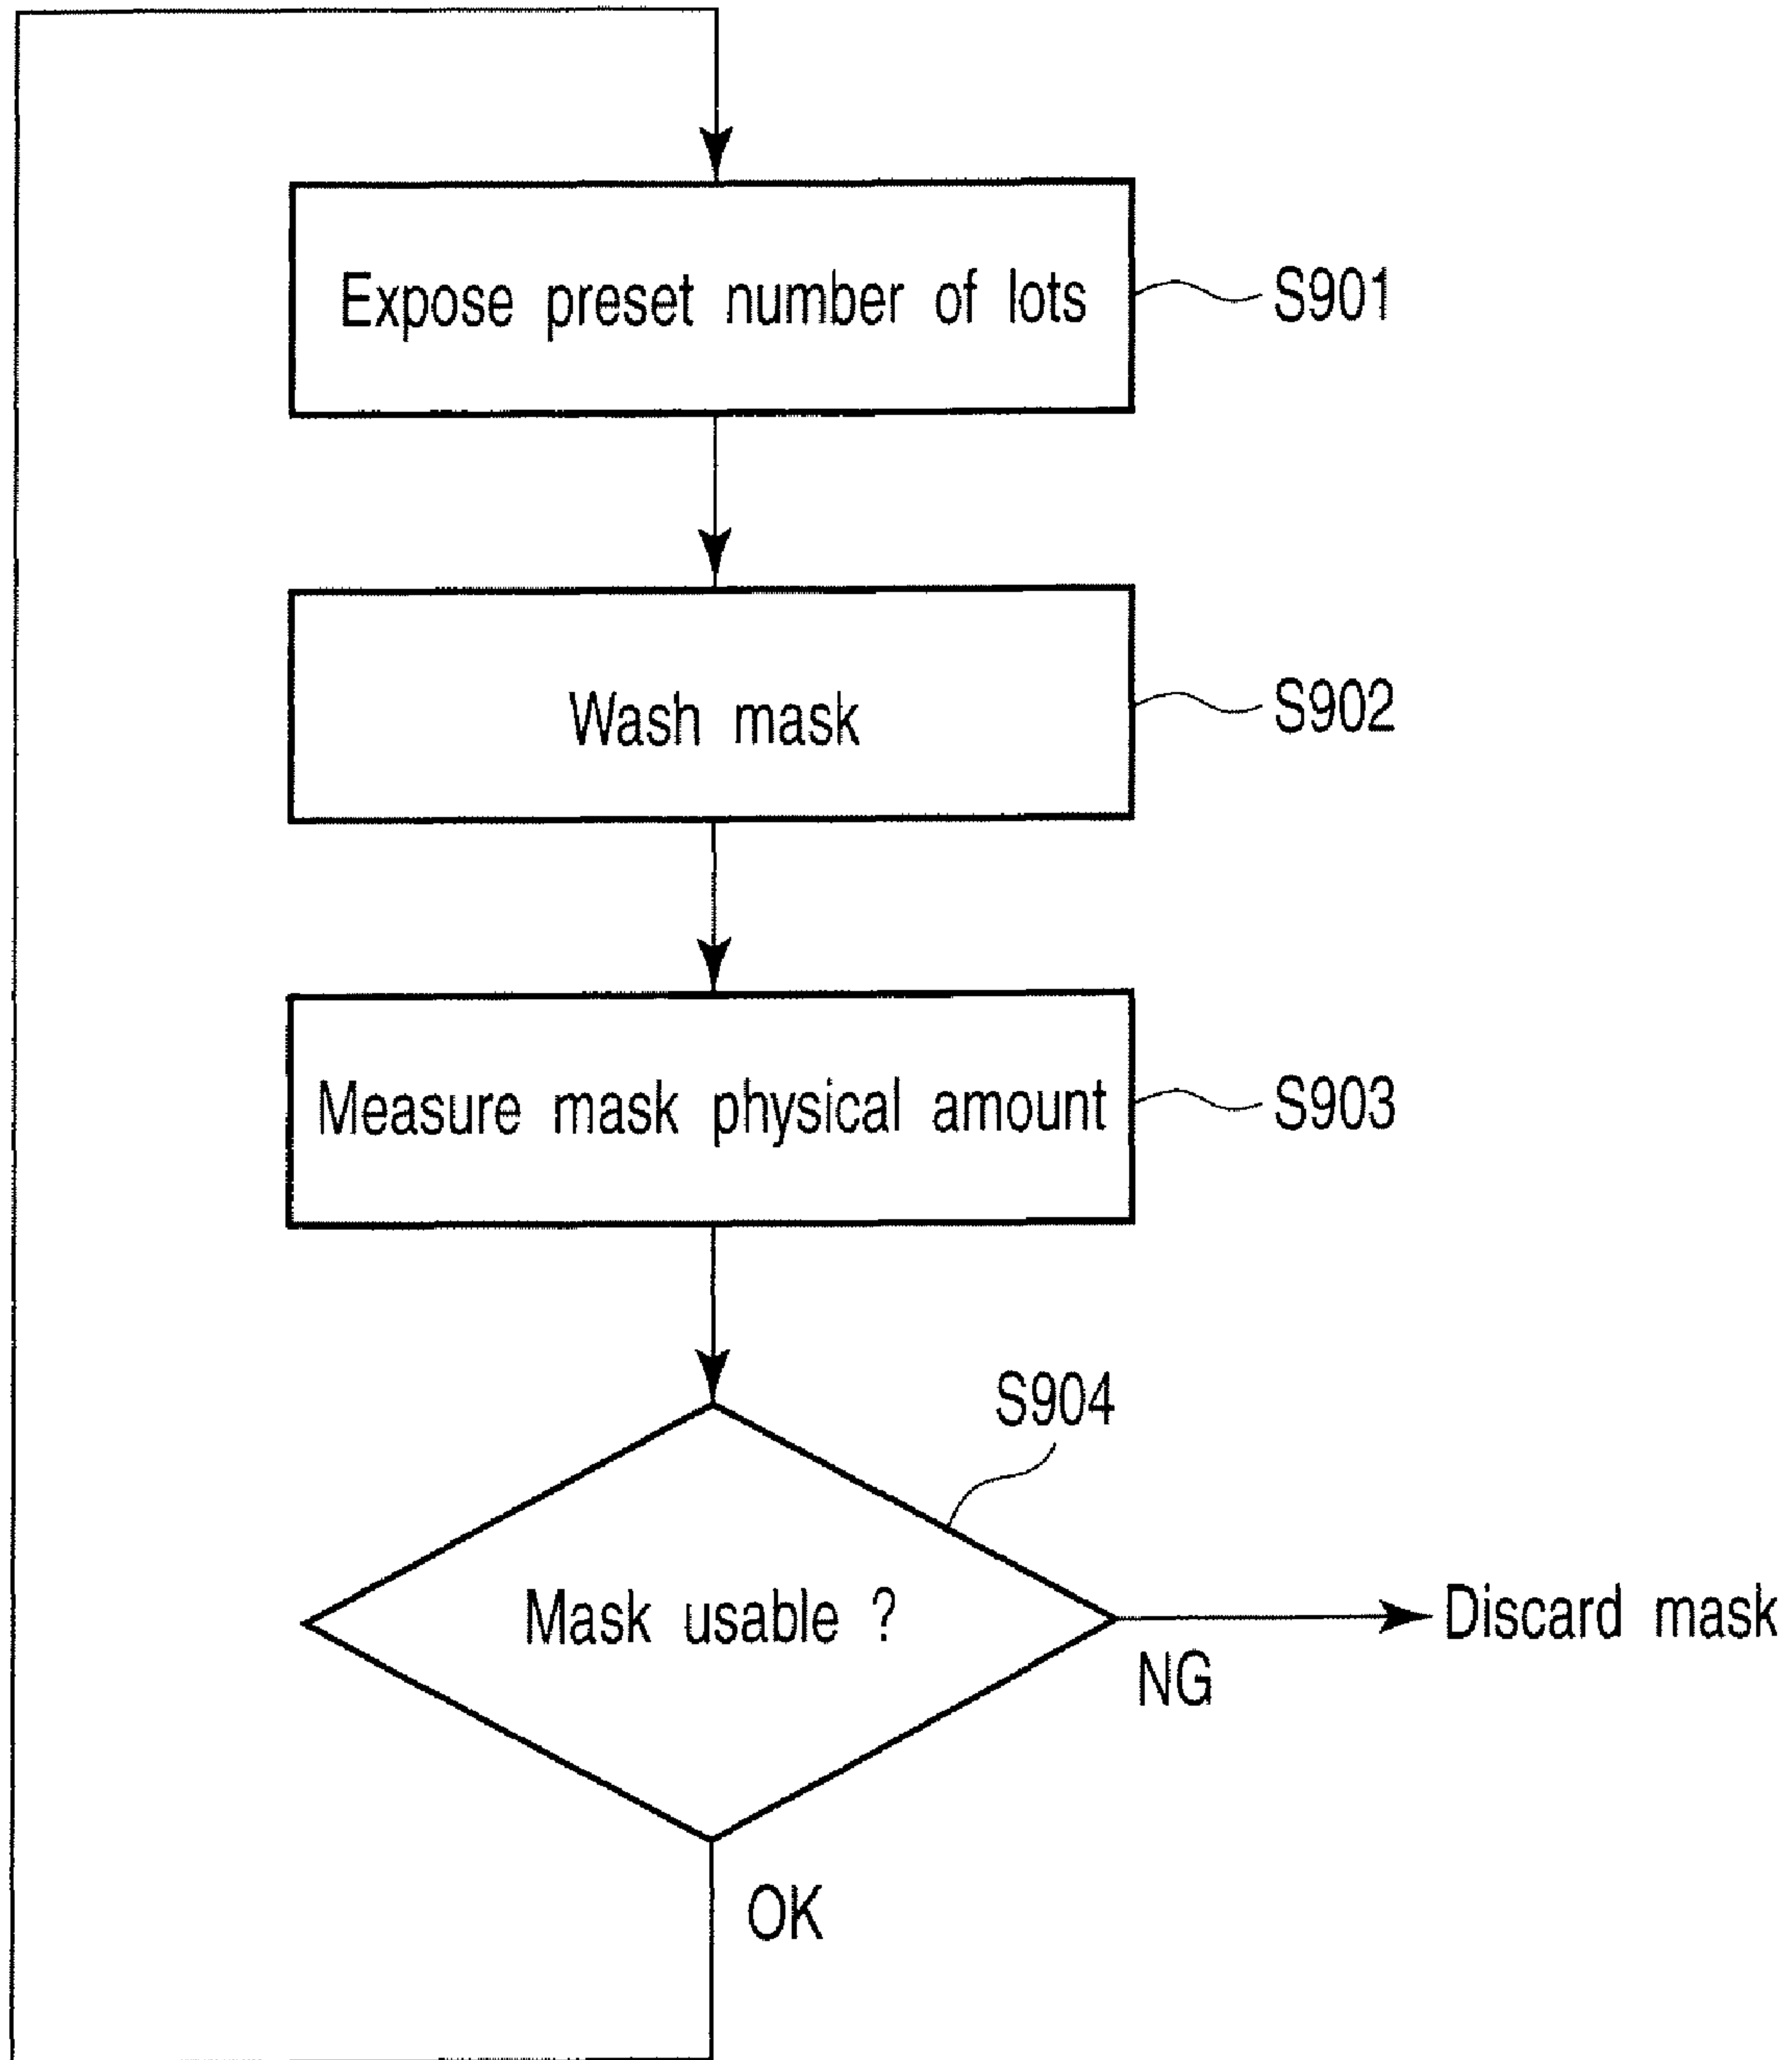 Expose preset number of lots
S901
Wash mask
S902
Measure mask physical amount
S903
S904
Mask usable ?
Discard mask
NG
OK